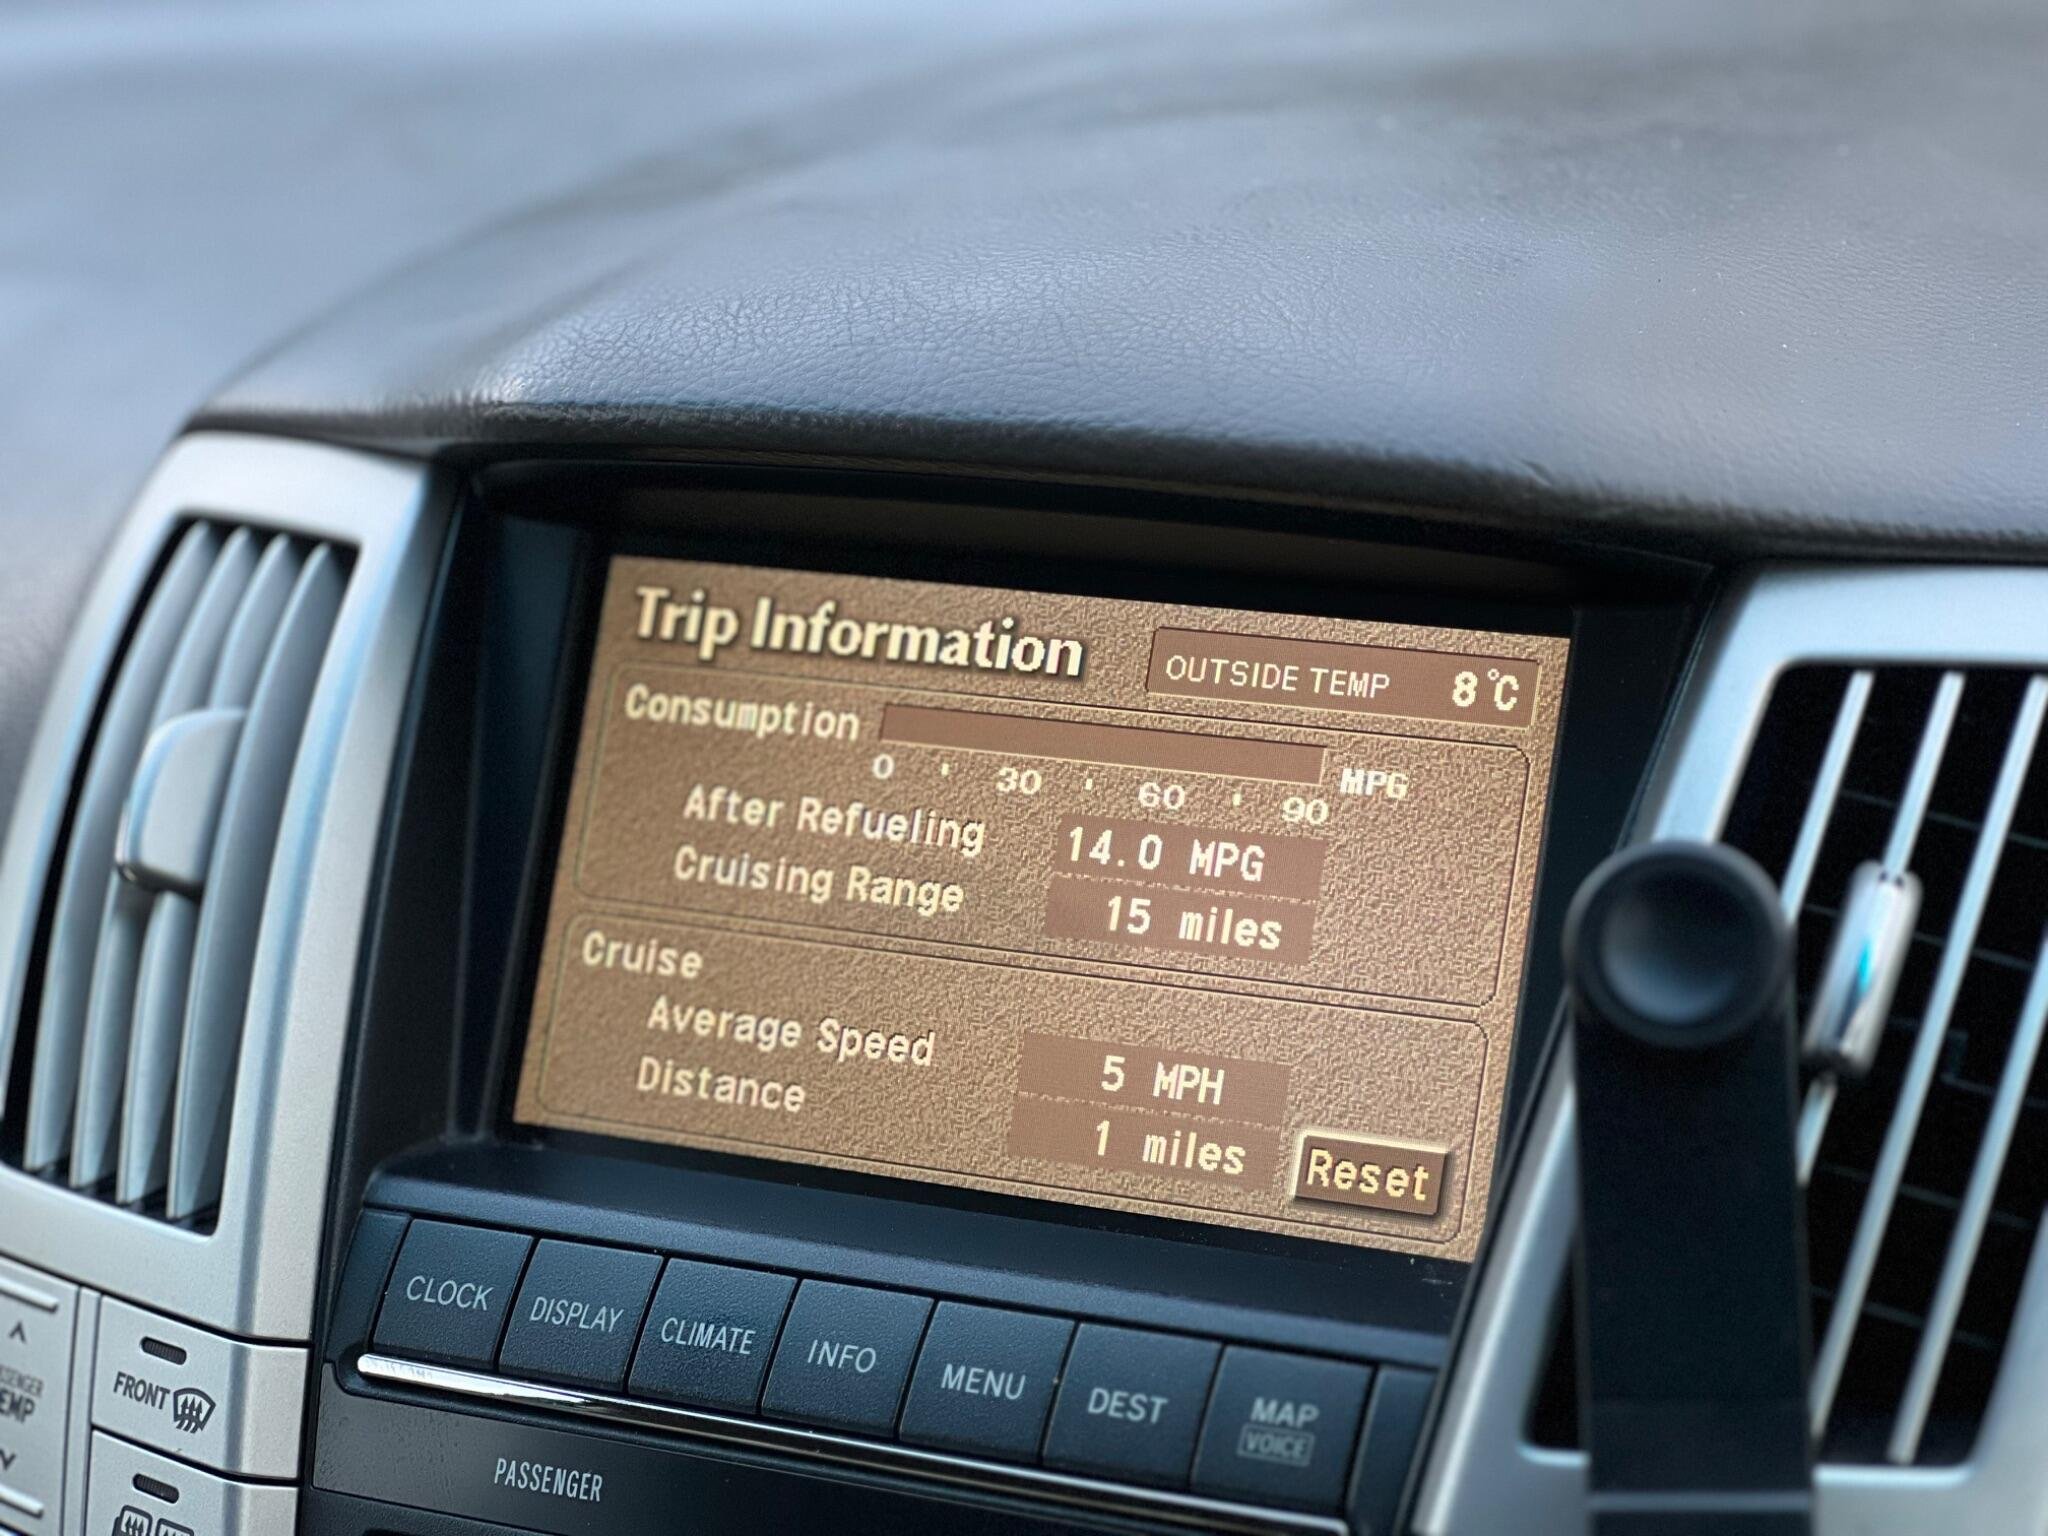 Trip Information
OUTSIDE TEMP 8°C
Consumption
0 30 60 90 MPG
After Refueling 14.0 MPG
Cruising Range 15 miles
Cruise
Average Speed 5 MPH
Distance 1 miles
Reset
CLOCK DISPLAY CLIMATE INFO MENU DEST MAP
VOICE
FRONT
PASSENGER
TEMP
PASSENGER